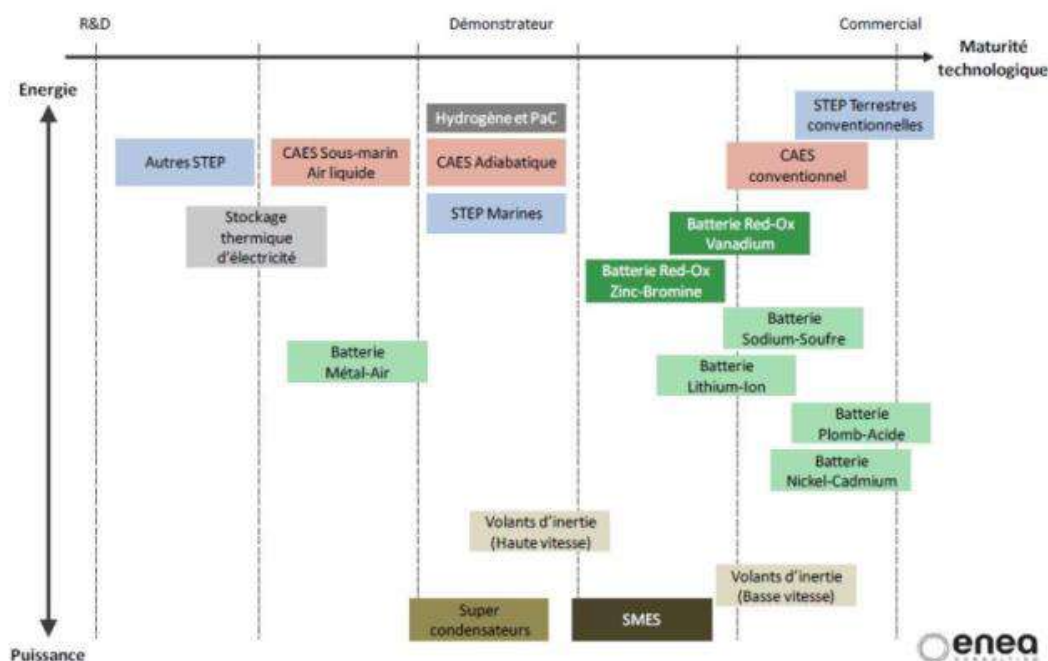 R&D
Démonstrateur
Commercial
Maturité
technologique
Energie
Hydrogène et PaC
STEP Terrestres
conventionnelles
Autres STEP
CAES Sous-marin
Air liquide
CAES Adiabatique
CAES
conventionnel
STEP Marines
Stockage
thermique
d'électricité
Batterie Red-Ox
Vanadium
Batterie Red-Ox
Zinc-Bromine
Batterie
Sodium-Soufre
Batterie
Métal-Air
Batterie
Lithium-Ion
Batterie
Plomb-Acide
Batterie
Nickel-Cadmium
Volants d'inertie
(Haute vitesse)
Volants d'inertie
(Basse vitesse)
Super
condensateurs
SMES
Puissance
enea
CONSULTING